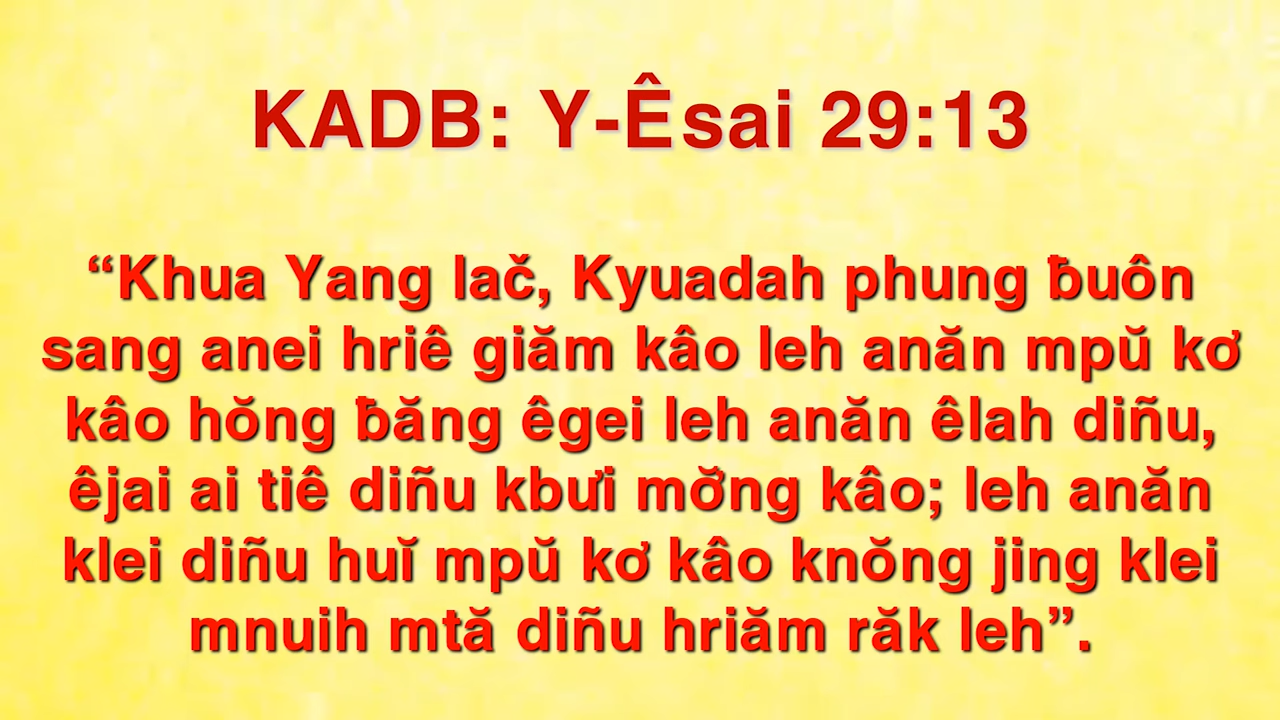 KADB: Y-Êsai 29:13
“Khua Yang lač, Kyuadah phung ƀuôn
sang anei hriê giăm kâo leh anăn mpŭ kơ
kâo hŏng ƀăng êgei leh anăn êlah diñu,
êjai ai tiê diñu kbưi mơ̆ng kâo; leh anăn
klei diñu huĭ mpŭ kơ kâo knŏng jing klei
mnuih mtă diñu hriăm răk leh”.